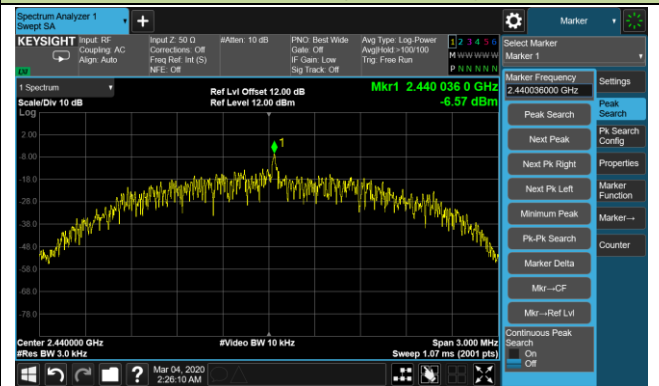 Spectrum Analyzer 1
Swept SA
Marker
KEYSIGHT
Input: RF
Coupling: AC
Align: Auto
Input Z: 50 Ω
Corrections: Off
Freq Ref: Int (S)
NFE: Off
#Atten: 10 dB
PNO: Best Wide
Gate: Off
IF Gain: Low
Sig Track: Off
Avg Type: Log-Power
Avg|Hold:>100/100
Trig: Free Run
1 2 3 4 5 6
M W W W W W
P N N N N N
LXI
Select Marker
Marker 1
1 Spectrum
Scale/Div 10 dB
Log
Ref Lvl Offset 12.00 dB
Ref Level 12.00 dBm
Mkr1 2.440 036 0 GHz
-6.57 dBm
2.00
-8.00
-18.0
-28.0
-38.0
-48.0
-58.0
-68.0
-78.0
1
Center 2.440000 GHz
#Res BW 3.0 kHz
#Video BW 10 kHz
Span 3.000 MHz
Sweep 1.07 ms (2001 pts)
Marker Frequency
2.440036000 GHz
Peak Search
Next Peak
Next Pk Right
Next Pk Left
Minimum Peak
Pk-Pk Search
Marker Delta
Mkr→CF
Mkr→Ref Lvl
Continuous Peak
Search
On
Off
Settings
Peak
Search
Pk Search
Config
Properties
Marker
Function
Marker→
Counter
?
Mar 04, 2020
2:26:10 AM